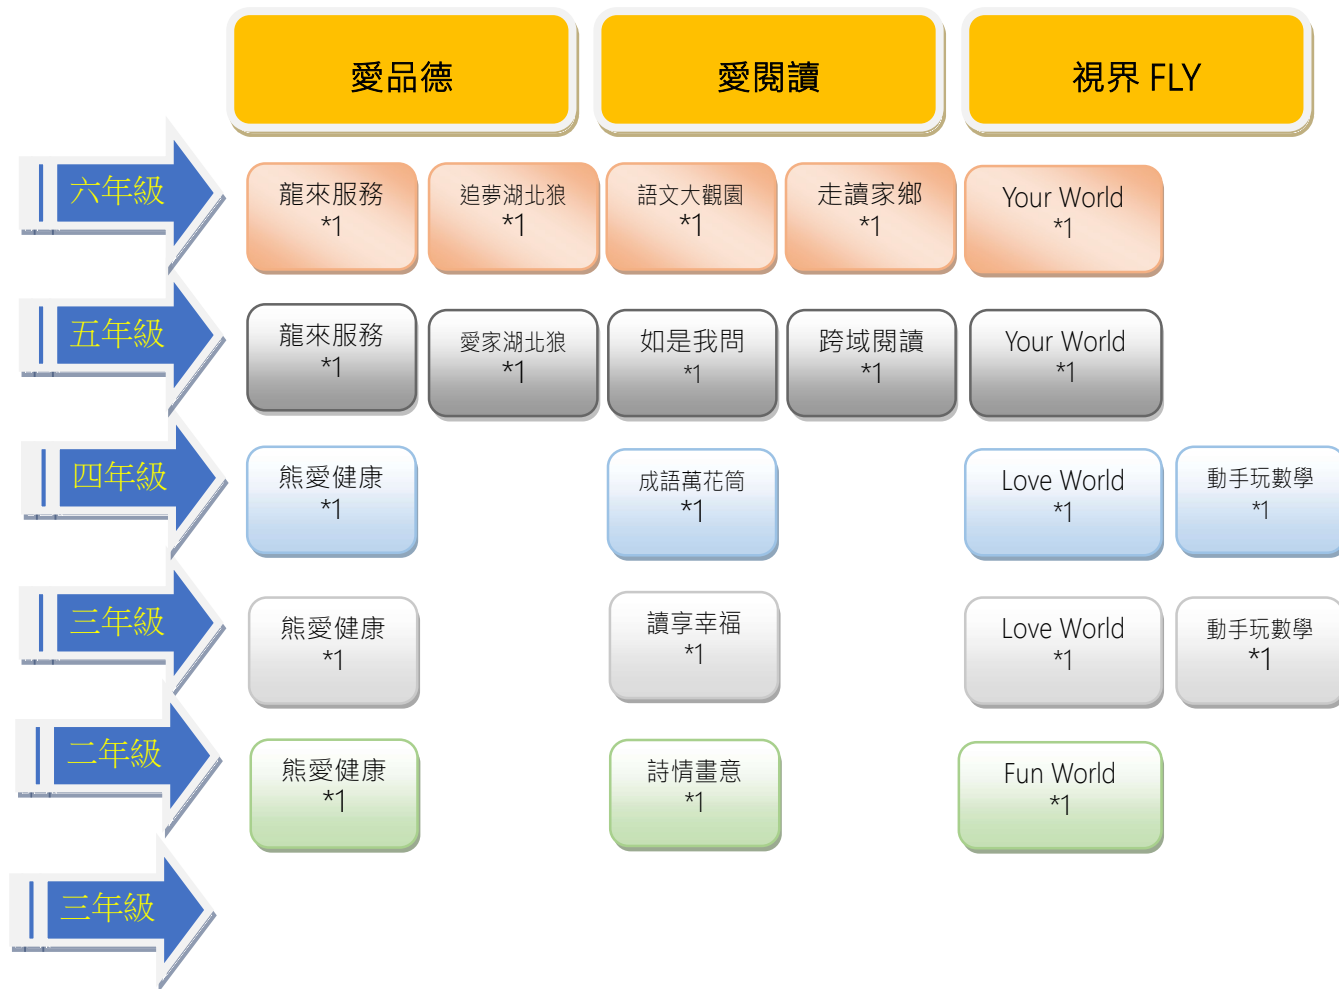 愛品德
愛閱讀
視界 FLY
六年級
龍來服務
*1
追夢湖北狼
*1
語文大觀園
*1
走讀家鄉
*1
Your World
*1
五年級
龍來服務
*1
愛家湖北狼
*1
如是我問
*1
跨域閱讀
*1
Your World
*1
四年級
熊愛健康
*1
成語萬花筒
*1
Love World
*1
動手玩數學
*1
三年級
熊愛健康
*1
讀享幸福
*1
Love World
*1
動手玩數學
*1
二年級
熊愛健康
*1
詩情畫意
*1
Fun World
*1
三年級